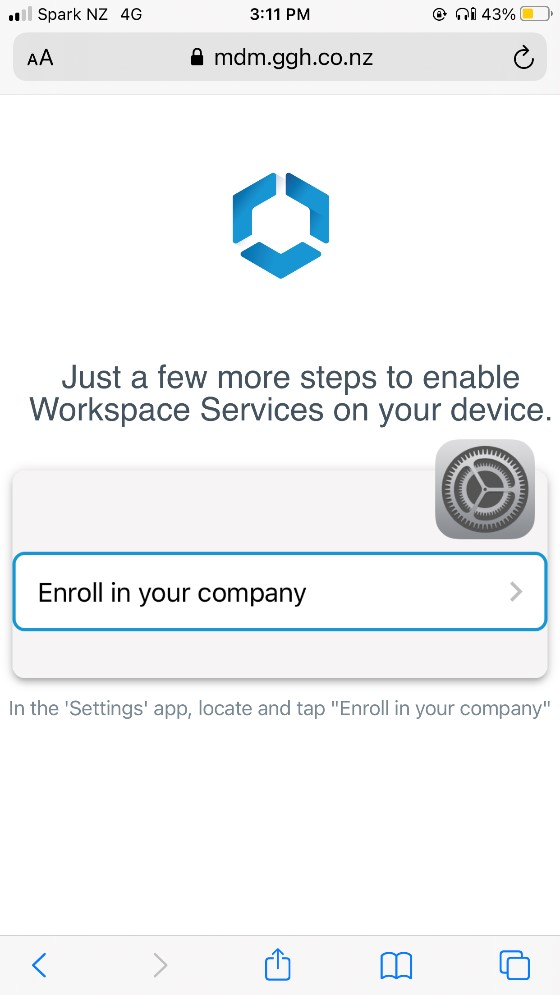 Spark NZ 4G 3:11 PM 43%
AA mdm.ggh.co.nz
Just a few more steps to enable
Workspace Services on your device.
Enroll in your company
In the 'Settings' app, locate and tap "Enroll in your company"